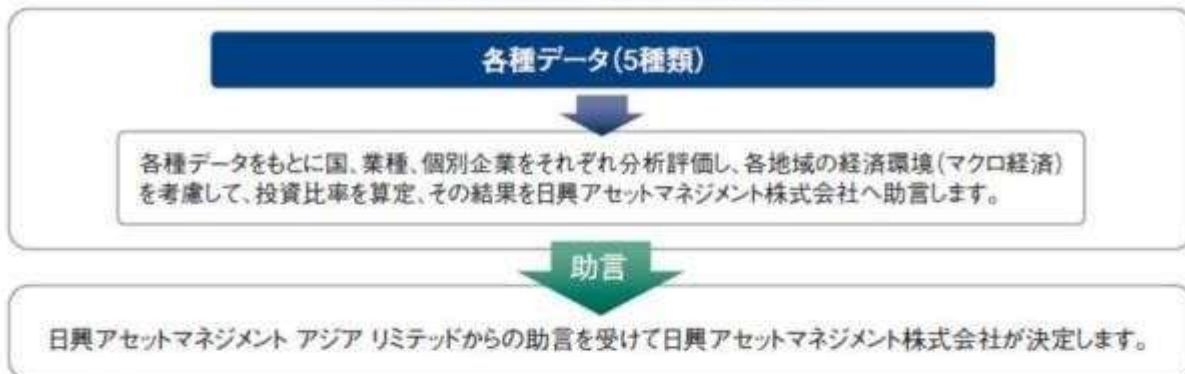 各種データ(5種類)
各種データをもとに国、業種、個別企業をそれぞれ分析評価し、各地域の経済環境(マクロ経済)
を考慮して、投資比率を算定、その結果を日興アセットマネジメント株式会社へ助言します。
助言
日興アセットマネジメント アジア リミテッドからの助言を受けて日興アセットマネジメント株式会社が決定します。